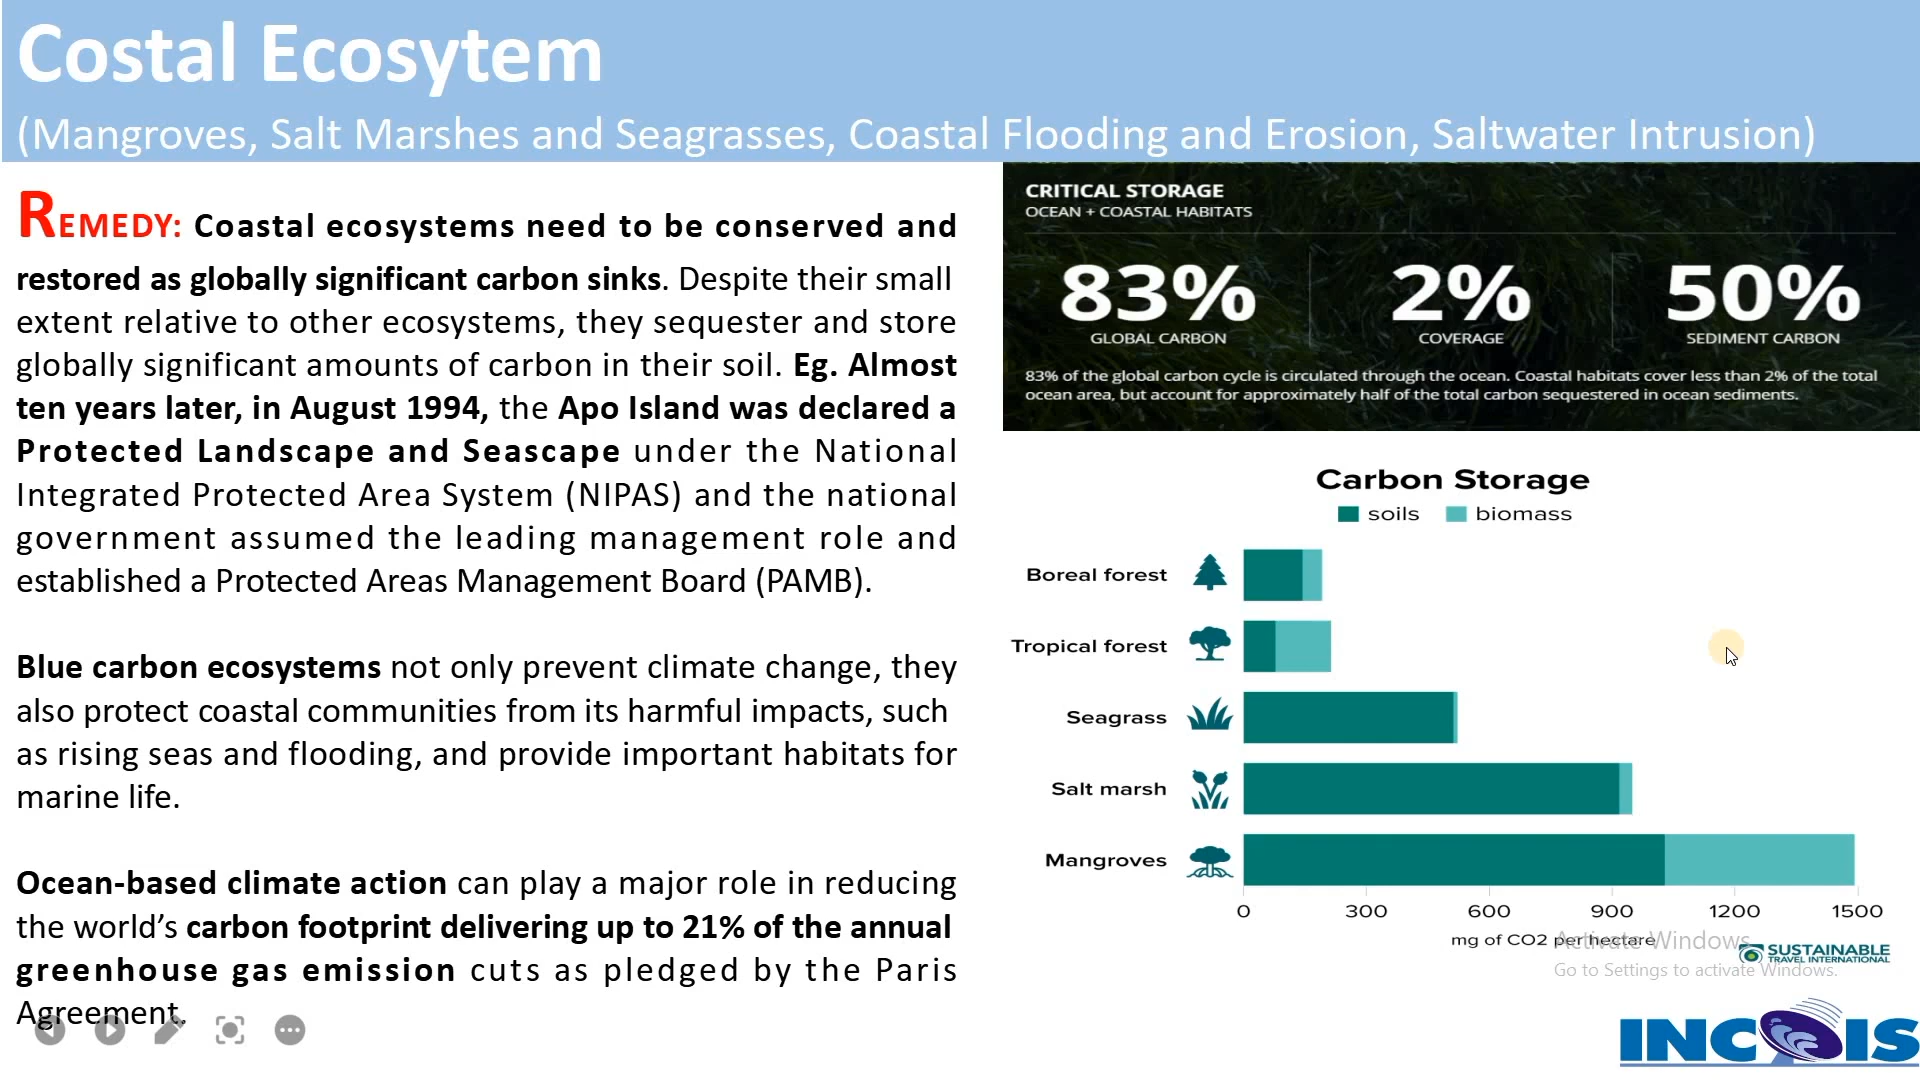 Costal Ecosytem
(Mangroves, Salt Marshes and Seagrasses, Coastal Flooding and Erosion, Saltwater Intrusion)
REMEDY: Coastal ecosystems need to be conserved and
restored as globally significant carbon sinks. Despite their small
extent relative to other ecosystems, they sequester and store
globally significant amounts of carbon in their soil. Eg. Almost
ten years later, in August 1994, the Apo Island was declared a
Protected Landscape and Seascape under the National
Integrated Protected Area System (NIPAS) and the national
government assumed the leading management role and
established a Protected Areas Management Board (PAMB).
Blue carbon ecosystems not only prevent climate change, they
also protect coastal communities from its harmful impacts, such
as rising seas and flooding, and provide important habitats for
marine life.
Ocean-based climate action can play a major role in reducing
the world’s carbon footprint delivering up to 21% of the annual
greenhouse gas emission cuts as pledged by the Paris
Agreement.
CRITICAL STORAGE
OCEAN + COASTAL HABITATS
83% 2% 50%
GLOBAL CARBON COVERAGE SEDIMENT CARBON
83% of the global carbon cycle is circulated through the ocean. Coastal habitats cover less than 2% of the total
ocean area, but account for approximately half of the total carbon sequestered in ocean sediments.
Carbon Storage
soils biomass
Boreal forest
Tropical forest
Seagrass
Salt marsh
Mangroves
0 300 600 900 1200 1500
mg of CO2 per hectare
Activate Windows
Go to Settings to activate Windows.
SUSTAINABLE
TRAVEL INTERNATIONAL
INCOIS